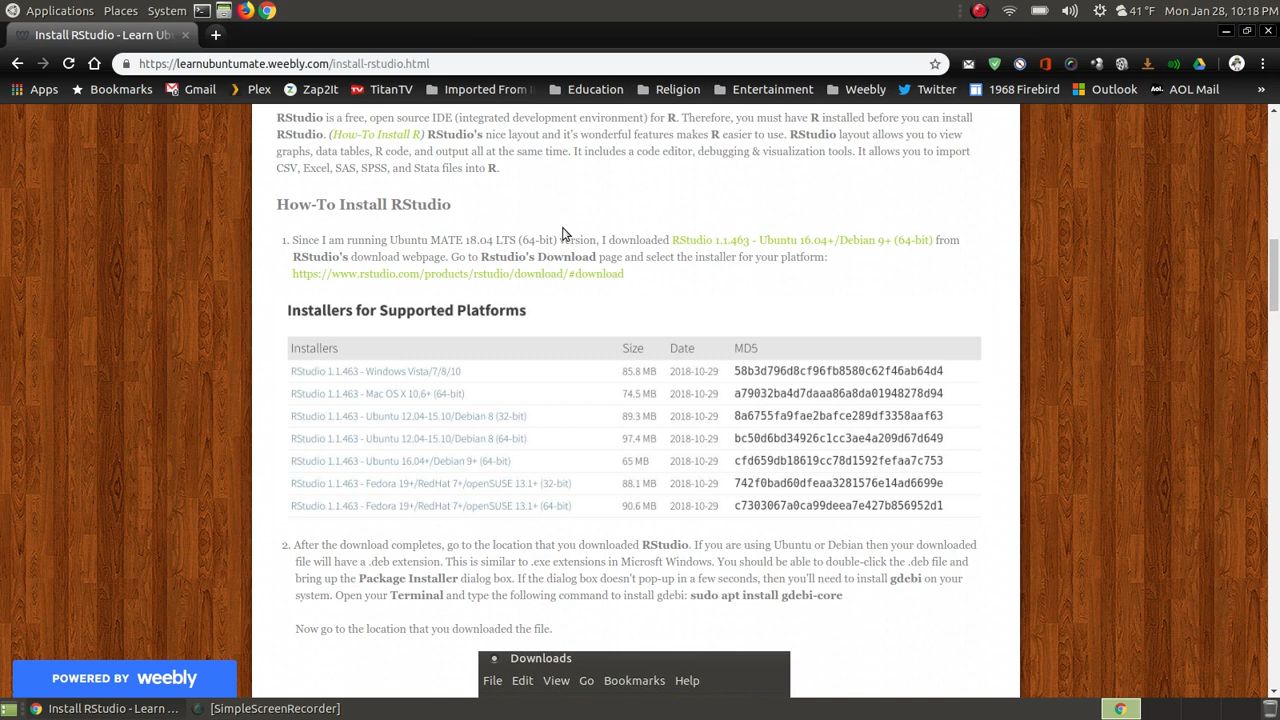 Applications Places System 41 °F Mon Jan 28, 10:18 PM
Install RStudio - Learn Ub
https://learnubuntumate.weebly.com/install-rstudio.html
Apps Bookmarks Gmail Plex Zap2It TitanTV Imported From Education Religion Entertainment Weebly Twitter 1968 Firebird Outlook AOL Mail »
RStudio is a free, open source IDE (integrated development environment) for R. Therefore, you must have R installed before you can install
RStudio. (How-To Install R) RStudio's nice layout and it's wonderful features makes R easier to use. RStudio layout allows you to view
graphs, data tables, R code, and output all at the same time. It includes a code editor, debugging & visualization tools. It allows you to import
CSV, Excel, SAS, SPSS, and Stata files into R.
How-To Install RStudio
1. Since I am running Ubuntu MATE 18.04 LTS (64-bit) version, I downloaded RStudio 1.1.463 - Ubuntu 16.04+/Debian 9+ (64-bit) from
RStudio's download webpage. Go to Rstudio's Download page and select the installer for your platform:
https://www.rstudio.com/products/rstudio/download/#download
Installers for Supported Platforms
Installers Size Date MD5
RStudio 1.1.463 - Windows Vista/7/8/10 85.8 MB 2018-10-29 58b3d796d8cf96fb8580c62f46ab64d4
RStudio 1.1.463 - Mac OS X 10.6+ (64-bit) 74.5 MB 2018-10-29 a79032ba4d7daaa86a8da01948278d94
RStudio 1.1.463 - Ubuntu 12.04-15.10/Debian 8 (32-bit) 89.3 MB 2018-10-29 8a6755fa9fae2bafce289df3358aaf63
RStudio 1.1.463 - Ubuntu 12.04-15.10/Debian 8 (64-bit) 97.4 MB 2018-10-29 bc50d6bd34926c1cc3ae4a209d67d649
RStudio 1.1.463 - Ubuntu 16.04+/Debian 9+ (64-bit) 65 MB 2018-10-29 cfd659db18619cc78d1592fefaa7c753
RStudio 1.1.463 - Fedora 19+/RedHat 7+/openSUSE 13.1+ (32-bit) 88.1 MB 2018-10-29 742f0bad60dfeaa3281576e14ad6699e
RStudio 1.1.463 - Fedora 19+/RedHat 7+/openSUSE 13.1+ (64-bit) 90.6 MB 2018-10-29 c7303067a0ca99deea7e427b856952d1
2. After the download completes, go to the location that you downloaded RStudio. If you are using Ubuntu or Debian then your downloaded
file will have a .deb extension. This is similar to .exe extensions in Microsft Windows. You should be able to double-click the .deb file and
bring up the Package Installer dialog box. If the dialog box doesn't pop-up in a few seconds, then you'll need to install gdebi on your
system. Open your Terminal and type the following command to install gdebi: sudo apt install gdebi-core
Now go to the location that you downloaded the file.
Downloads
File Edit View Go Bookmarks Help
POWERED BY weebly
Install RStudio - Learn ... [SimpleScreenRecorder]